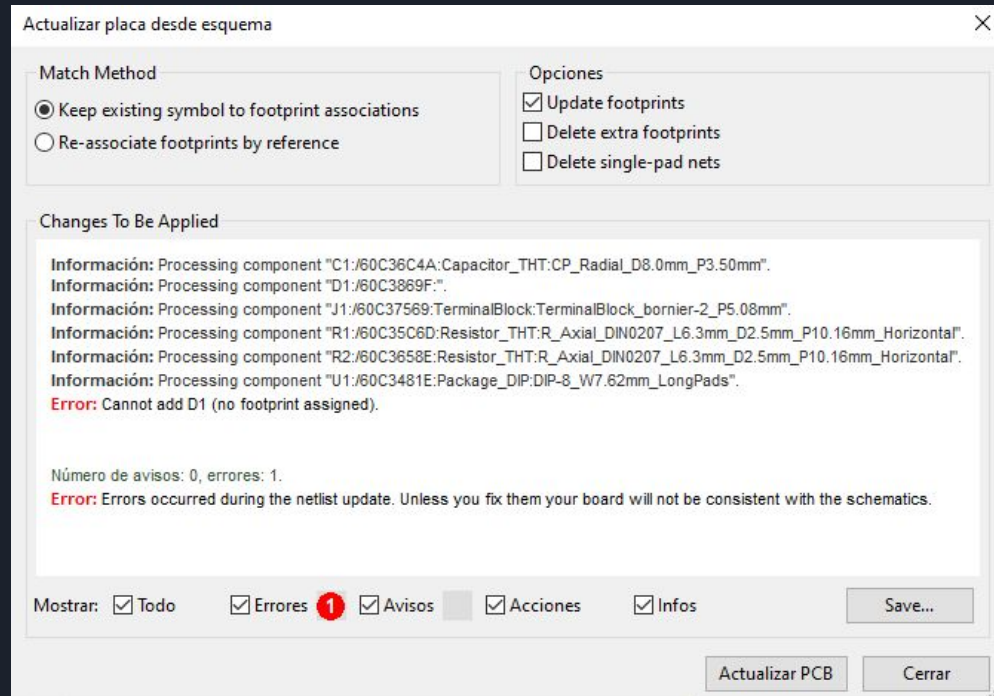 Actualizar placa desde esquema
Match Method
Keep existing symbol to footprint associations
Re-associate footprints by reference
Opciones
Update footprints
Delete extra footprints
Delete single-pad nets
Changes To Be Applied
Información: Processing component "C1:/60C36C4A:Capacitor_THT:CP_Radial_D8.0mm_P3.50mm".
Información: Processing component "D1:/60C3869F:".
Información: Processing component "J1:/60C37569:TerminalBlock:TerminalBlock_bornier-2_P5.08mm".
Información: Processing component "R1:/60C35C6D:Resistor_THT:R_Axial_DIN0207_L6.3mm_D2.5mm_P10.16mm_Horizontal".
Información: Processing component "R2:/60C3658E:Resistor_THT:R_Axial_DIN0207_L6.3mm_D2.5mm_P10.16mm_Horizontal".
Información: Processing component "U1:/60C3481E:Package_DIP:DIP-8_W7.62mm_LongPads".
Error: Cannot add D1 (no footprint assigned).
Número de avisos: 0, errores: 1.
Error: Errors occurred during the netlist update. Unless you fix them your board will not be consistent with the schematics.
Mostrar: Todo Errores 1 Avisos Acciones Infos Save...
Actualizar PCB Cerrar